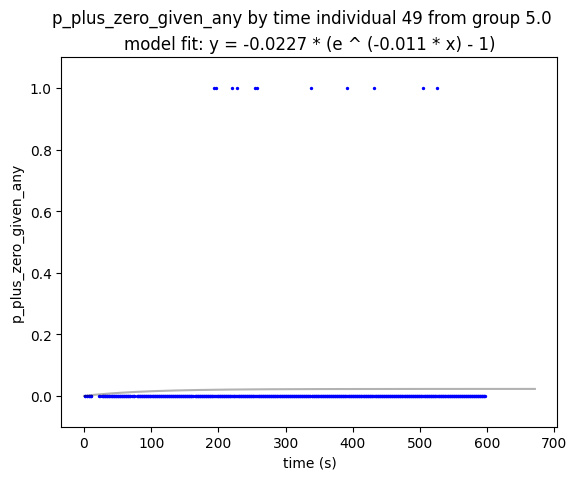 p_plus_zero_given_any by time individual 49 from group 5.0
model fit: y = -0.0227 * (e ^ (-0.011 * x) - 1)
1.0
0.8
0.6
0.4
0.2
0.0
p_plus_zero_given_any
0 100 200 300 400 500 600 700
time (s)